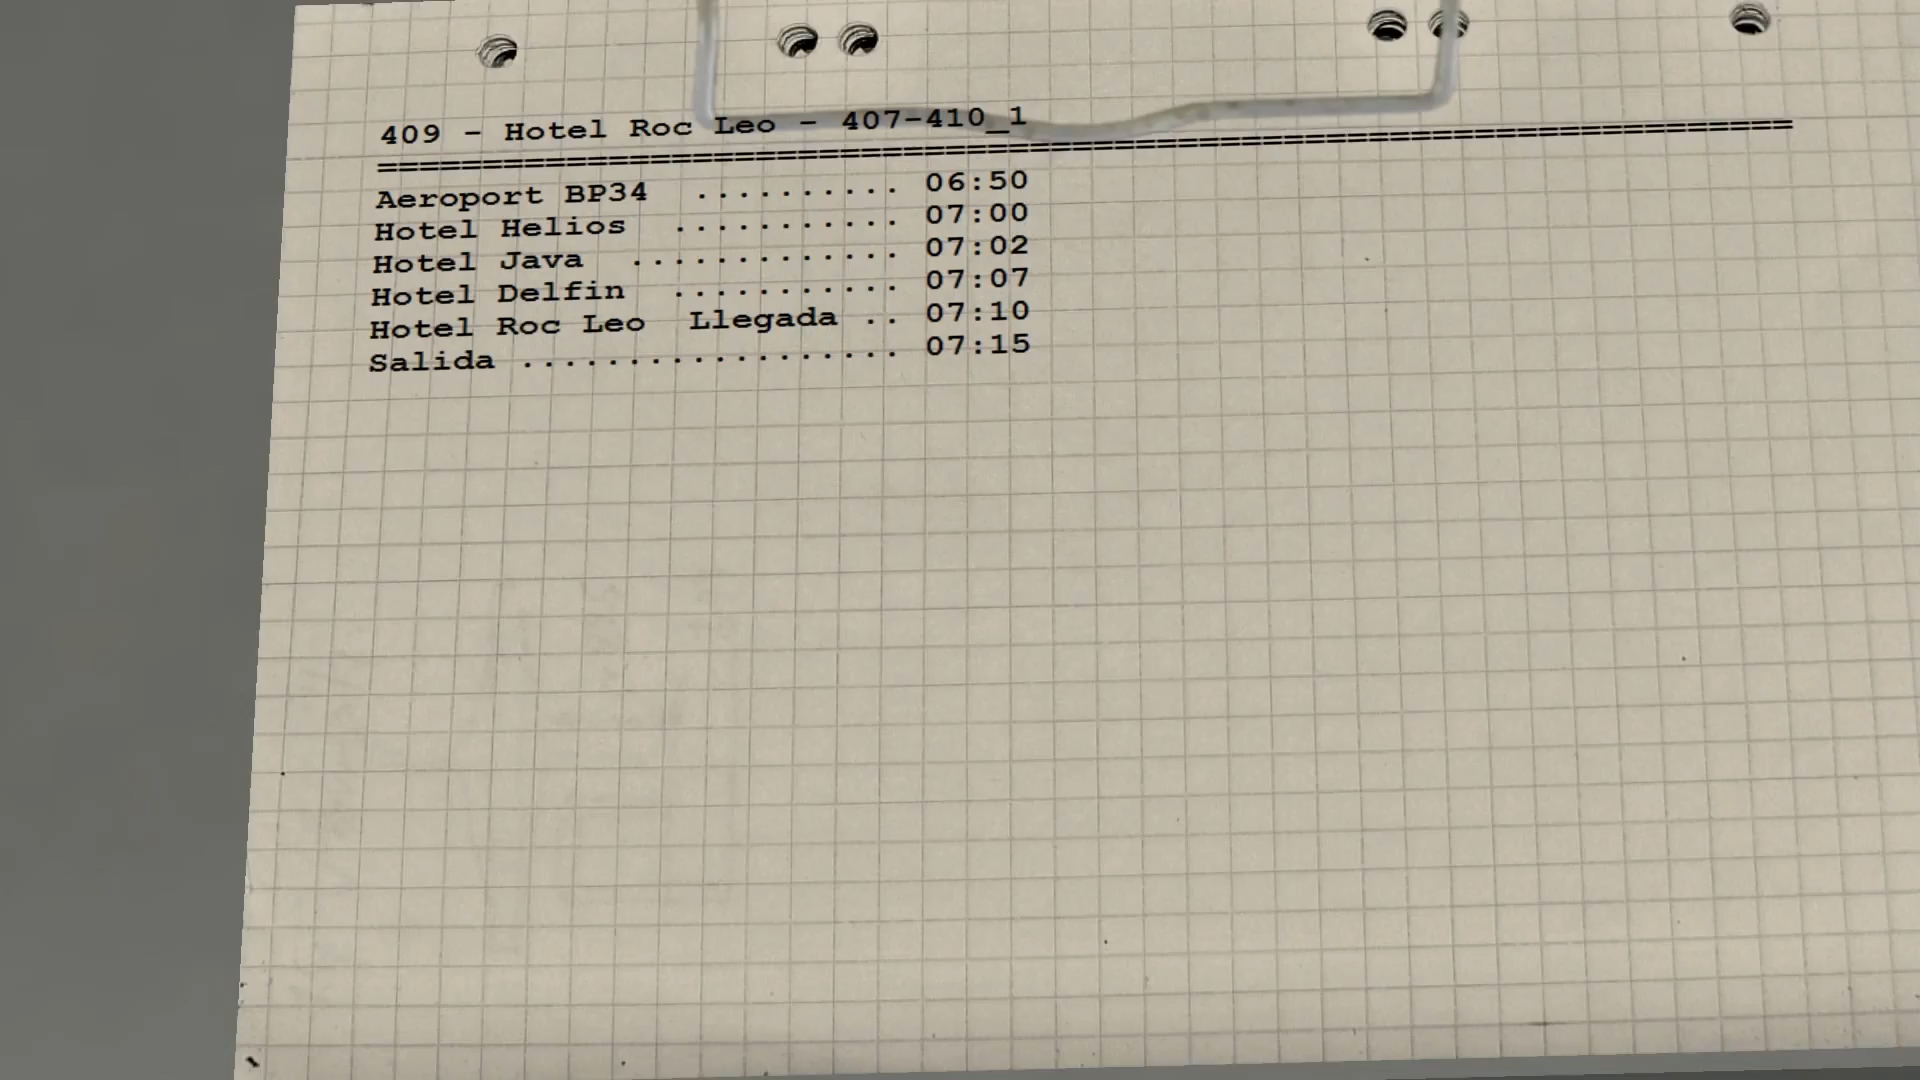 409 - Hotel Roc Leo - 407-410_1
===================================================================
Aeroport BP34  .......... 06:50
Hotel Helios  ........... 07:00
Hotel Java  ............. 07:02
Hotel Delfin  ........... 07:07
Hotel Roc Leo  Llegada .. 07:10
Salida .................. 07:15